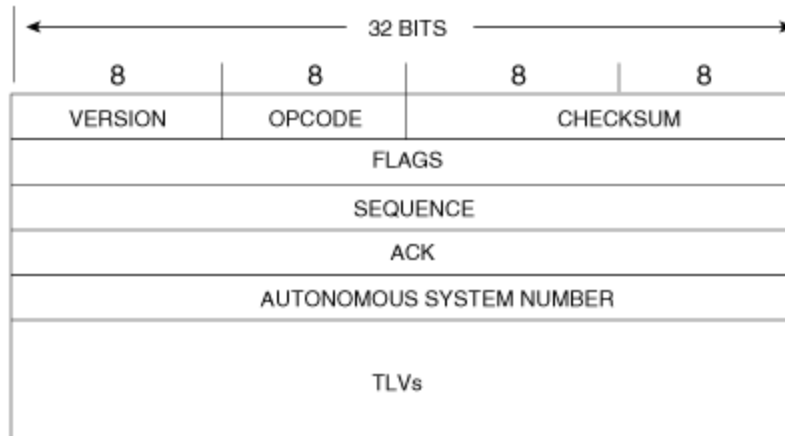 32 BITS
8 8 8 8
VERSION OPCODE CHECKSUM
FLAGS
SEQUENCE
ACK
AUTONOMOUS SYSTEM NUMBER
TLVs